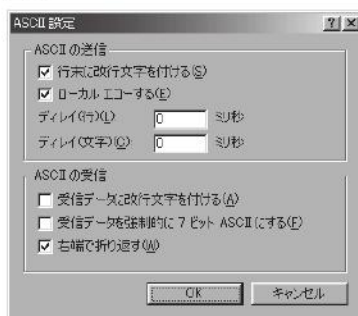 ASCII 設定
ASCII の送信
行末に改行文字を付ける(S)
ローカル エコーする(E)
ディレイ(行)(L) 0 ミリ秒
ディレイ(文字)(C) 0 ミリ秒
ASCII の受信
受信データに改行文字を付ける(A)
受信データを強制的に 7 ビット ASCII にする(F)
右端で折り返す(W)
OK キャンセル